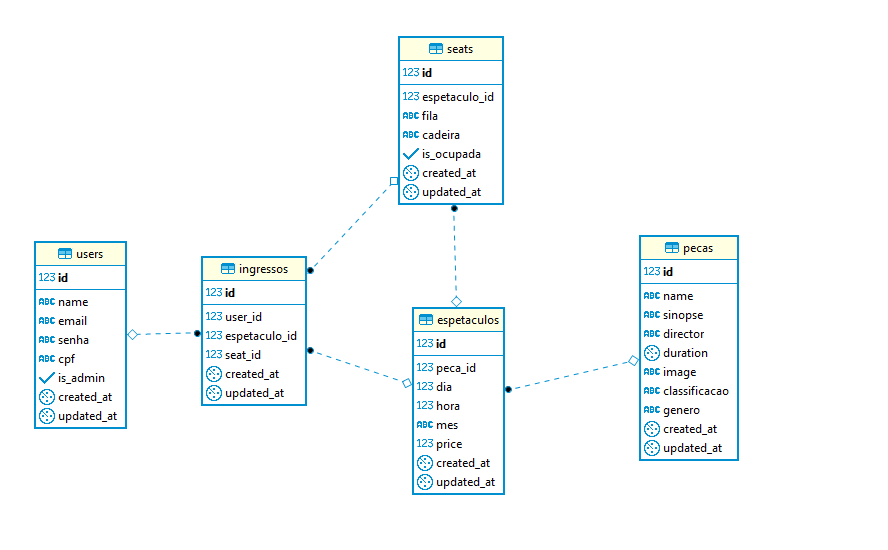 seats
123 id
123 espetaculo_id
ABC fila
ABC cadeira
is_ocupada
created_at
updated_at
users
123 id
ABC name
ABC email
ABC senha
ABC cpf
is_admin
created_at
updated_at
ingressos
123 id
123 user_id
123 espetaculo_id
123 seat_id
created_at
updated_at
espetaculos
123 id
123 peca_id
123 dia
123 hora
ABC mes
123 price
created_at
updated_at
pecas
123 id
ABC name
ABC sinopse
ABC director
duration
ABC image
ABC classificacao
ABC genero
created_at
updated_at